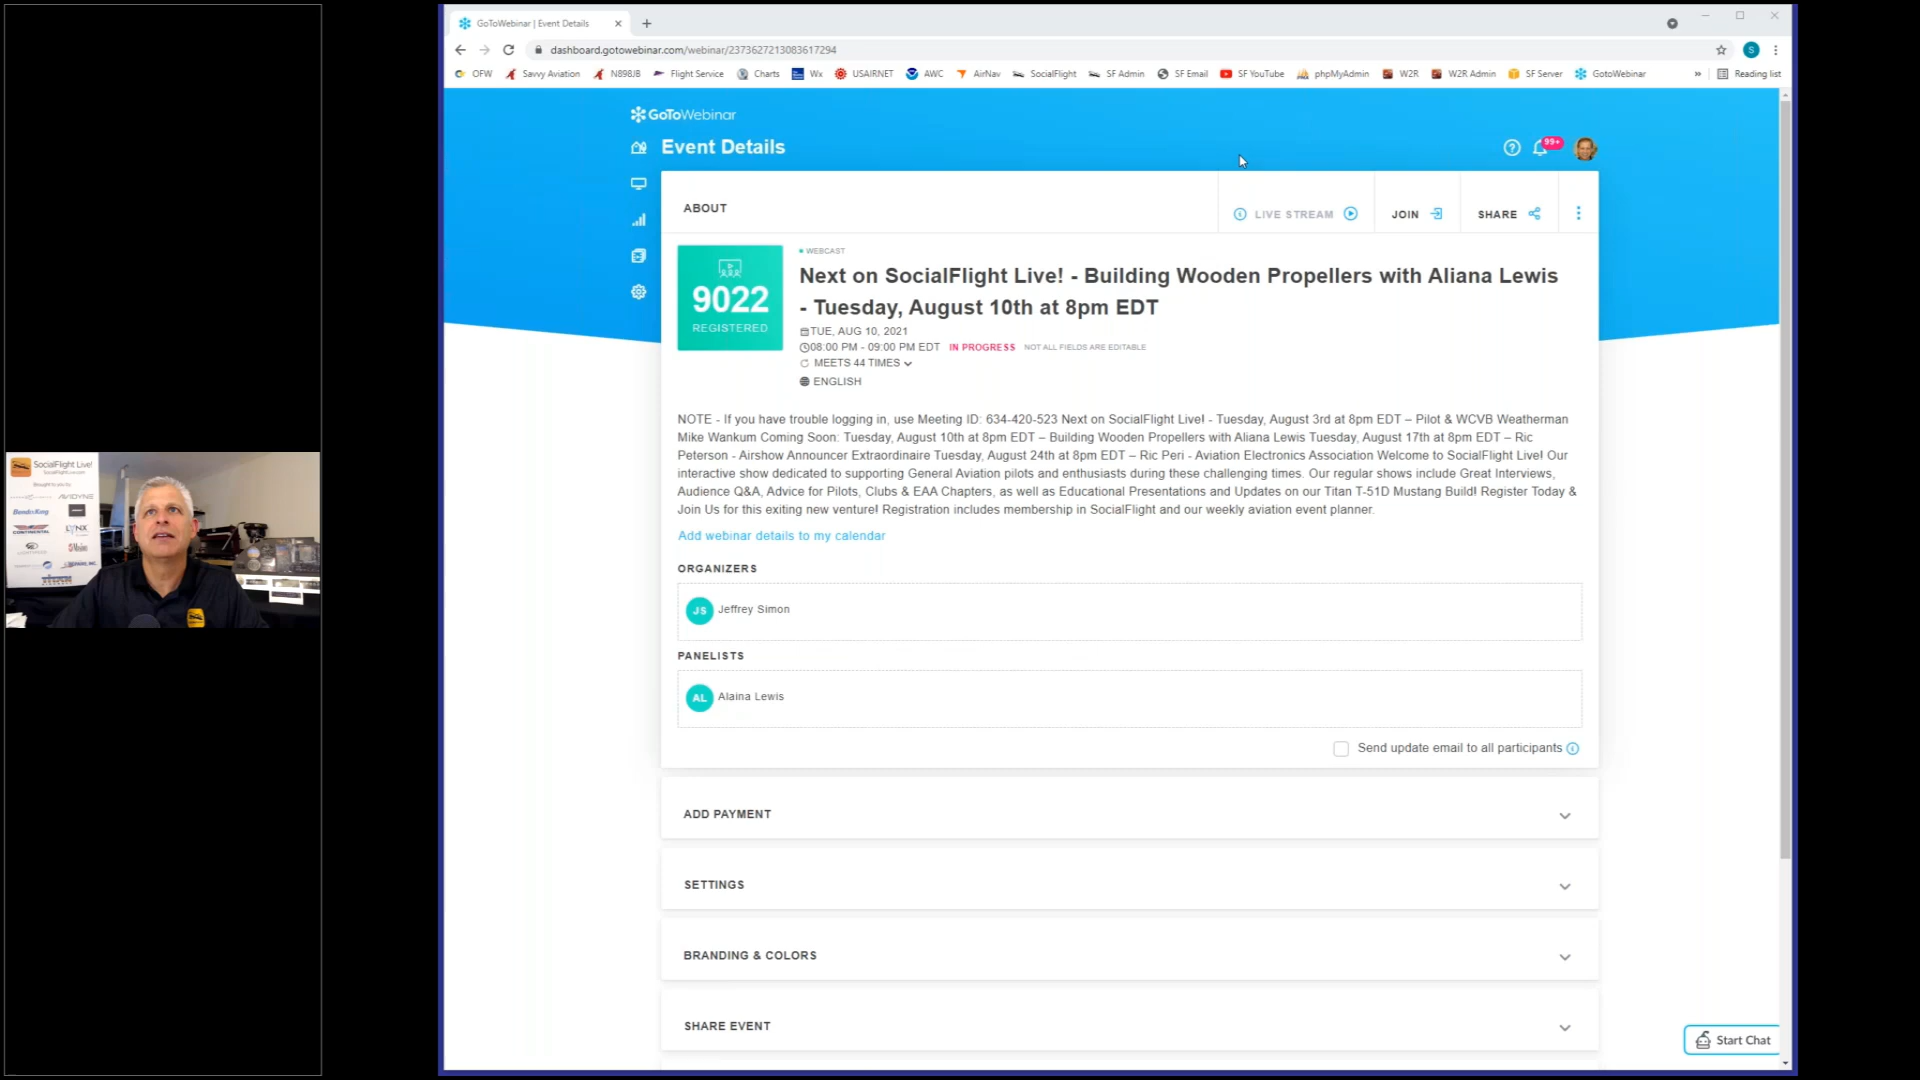 GoToWebinar | Event Details
dashboard.gotowebinar.com/webinar/2373627213083617294
OFW Savvy Aviation N898JB Flight Service Charts Wx USAIRNET AWC AirNav SocialFlight SF Admin SF Email SF YouTube phpMyAdmin W2R W2R Admin SF Server GotoWebinar » Reading list
S
GoToWebinar
Event Details
99+
ABOUT
LIVE STREAM
JOIN
SHARE
9022
REGISTERED
WEBCAST
Next on SocialFlight Live! - Building Wooden Propellers with Aliana Lewis
- Tuesday, August 10th at 8pm EDT
TUE, AUG 10, 2021
08:00 PM - 09:00 PM EDT IN PROGRESS NOT ALL FIELDS ARE EDITABLE
MEETS 44 TIMES
ENGLISH
NOTE - If you have trouble logging in, use Meeting ID: 634-420-523 Next on SocialFlight Live! - Tuesday, August 3rd at 8pm EDT – Pilot & WCVB Weatherman
Mike Wankum Coming Soon: Tuesday, August 10th at 8pm EDT – Building Wooden Propellers with Aliana Lewis Tuesday, August 17th at 8pm EDT – Ric
Peterson - Airshow Announcer Extraordinaire Tuesday, August 24th at 8pm EDT – Ric Peri - Aviation Electronics Association Welcome to SocialFlight Live! Our
interactive show dedicated to supporting General Aviation pilots and enthusiasts during these challenging times. Our regular shows include Great Interviews,
Audience Q&A, Advice for Pilots, Clubs & EAA Chapters, as well as Educational Presentations and Updates on our Titan T-51D Mustang Build! Register Today &
Join Us for this exiting new venture! Registration includes membership in SocialFlight and our weekly aviation event planner.
Add webinar details to my calendar
ORGANIZERS
JS Jeffrey Simon
PANELISTS
AL Alaina Lewis
Send update email to all participants
ADD PAYMENT
SETTINGS
BRANDING & COLORS
SHARE EVENT
Start Chat
SocialFlight Live!
SocialFlight.com
Brought to you by:
AVIDYNE
BendixKing
CONTINENTAL
LYNX